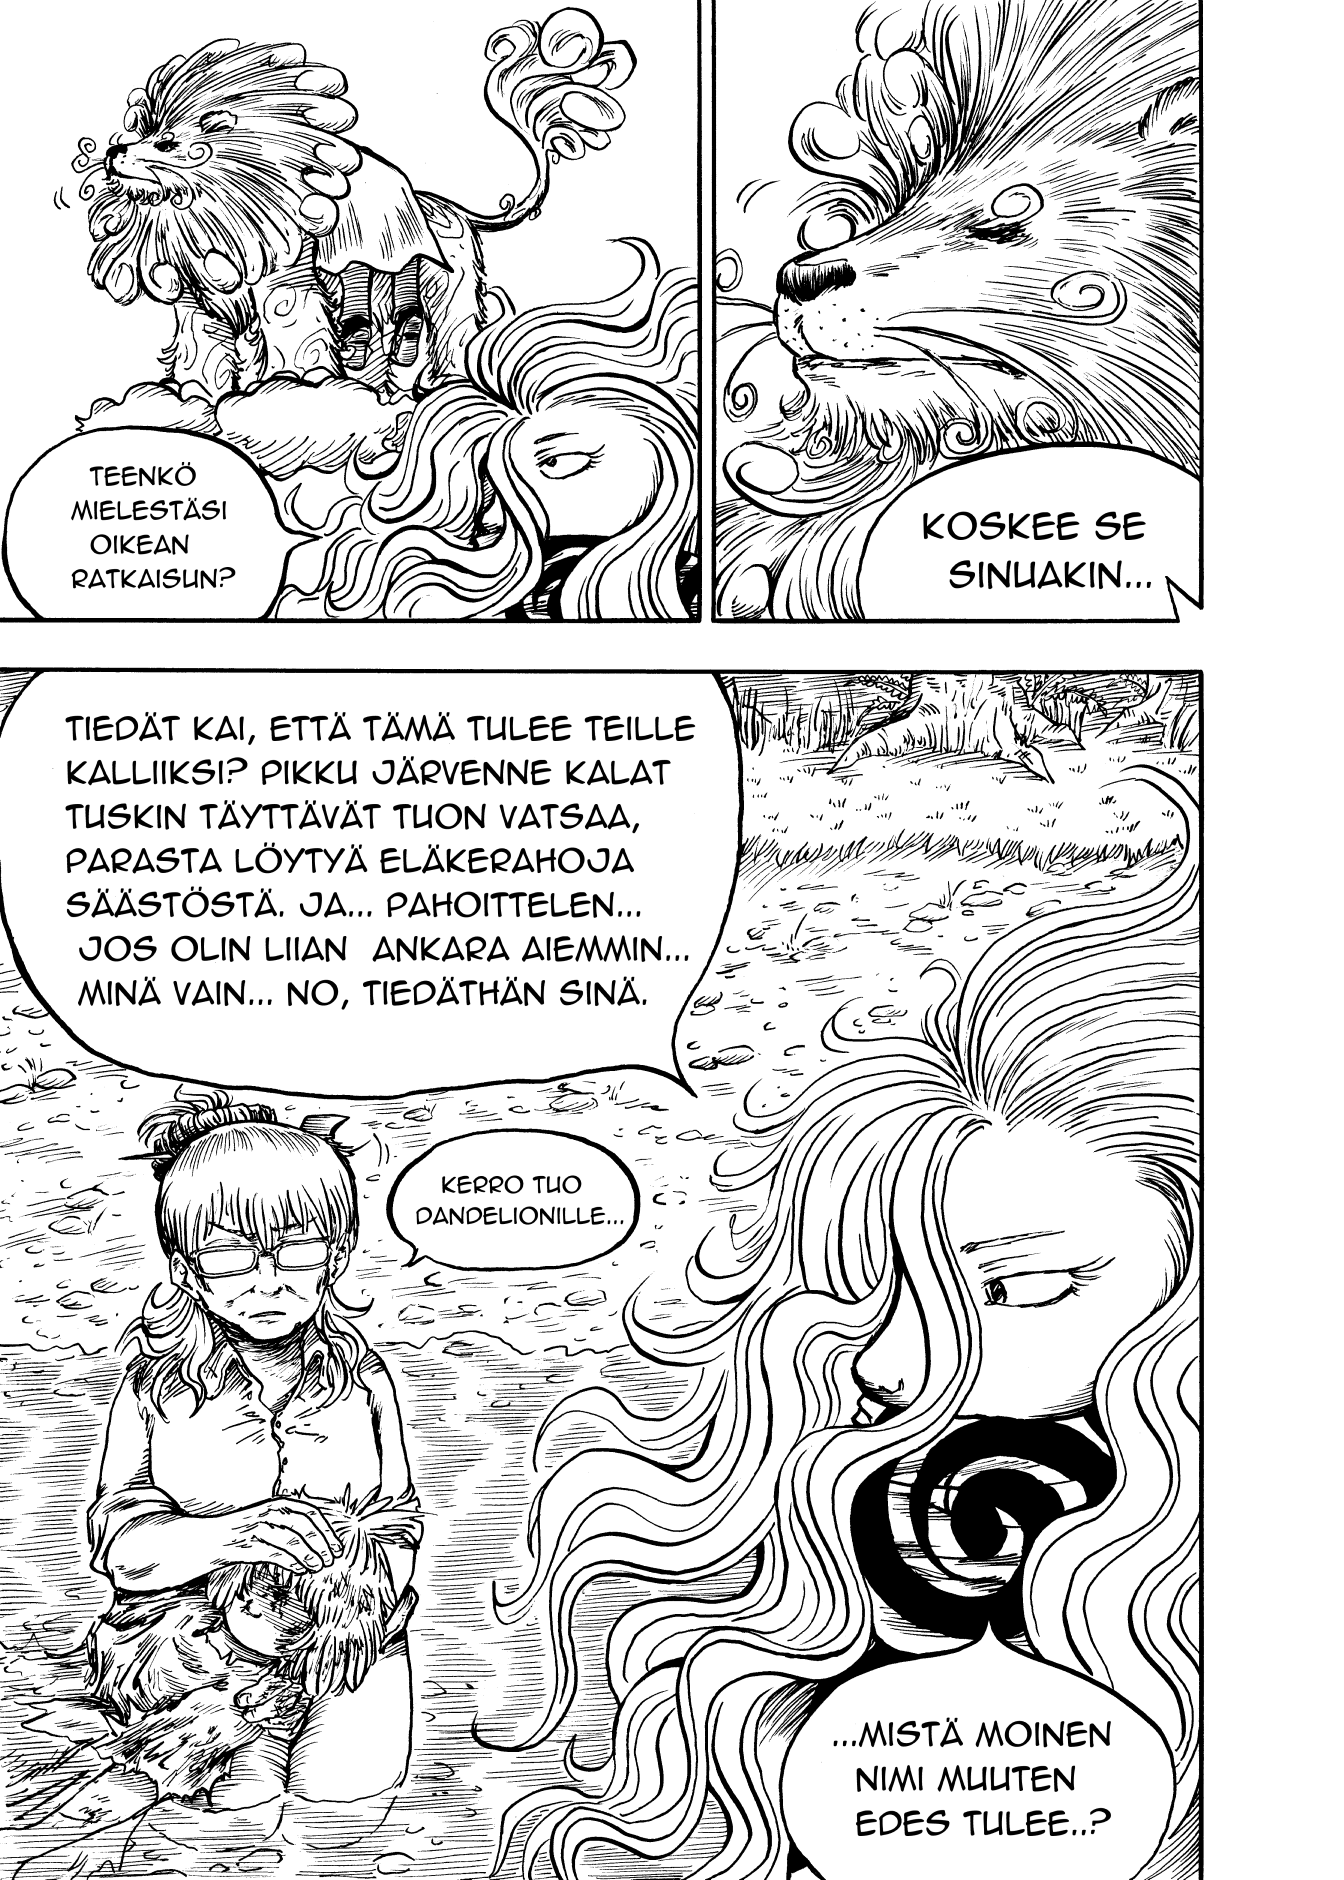 TEENKÖ
MIELESTÄSI
OIKEAN
RATKAISUN?
KOSKEE SE
SINUAKIN...
TIEDÄT KAI, ETTÄ TÄMÄ TULEE TEILLE
KALLIIKSI? PIKKU JÄRVENNE KALAT
TUSKIN TÄYTTÄVÄT TUON VATSAA,
PARASTA LÖYTYÄ ELÄKERAHOJA
SÄÄSTÖSTÄ. JA... PAHOITTELEN...
JOS OLIN LIIAN ANKARA AIEMMIN...
MINÄ VAIN... NO, TIEDÄTHÄN SINÄ.
KERRO TUO
DANDELIONILLE...
...MISTÄ MOINEN
NIMI MUUTEN
EDES TULEE..?